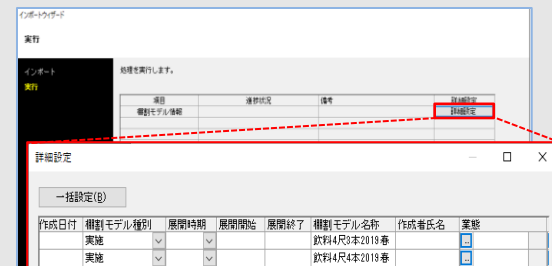 インポートウィザード
実行
インポート
実行
処理を実行します。
項目 進捗状況 備考 詳細設定
棚割モデル情報 詳細設定
詳細設定
一括設定(B)
作成日付 棚割モデル種別 展開時期 展開開始 展開終了 棚割モデル名称 作成者氏名 業態
実施 飲料4尺3本2019春 ..
実施 飲料4尺4本2019春 ..